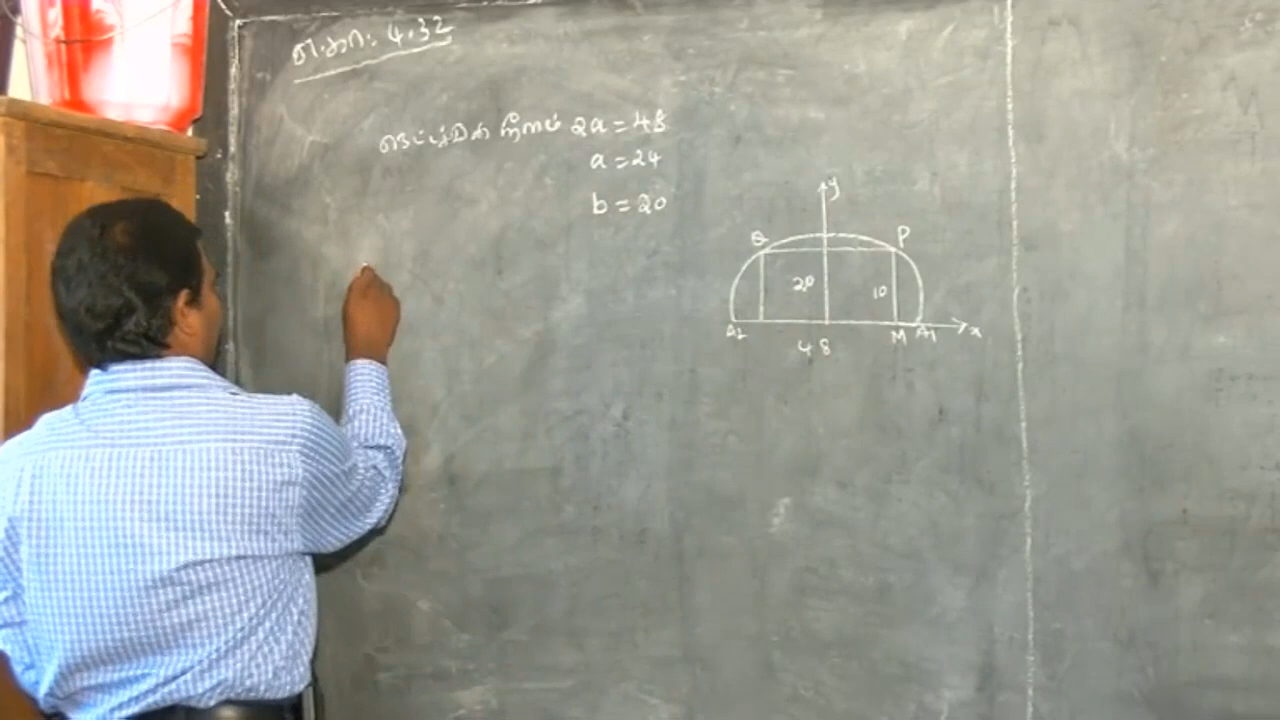 எ.கா: 4.32
நெட்டச்சின் நீளம் 2a = 48
a = 24
b = 20
y
Q P
20 10
A2 M A1 x
48